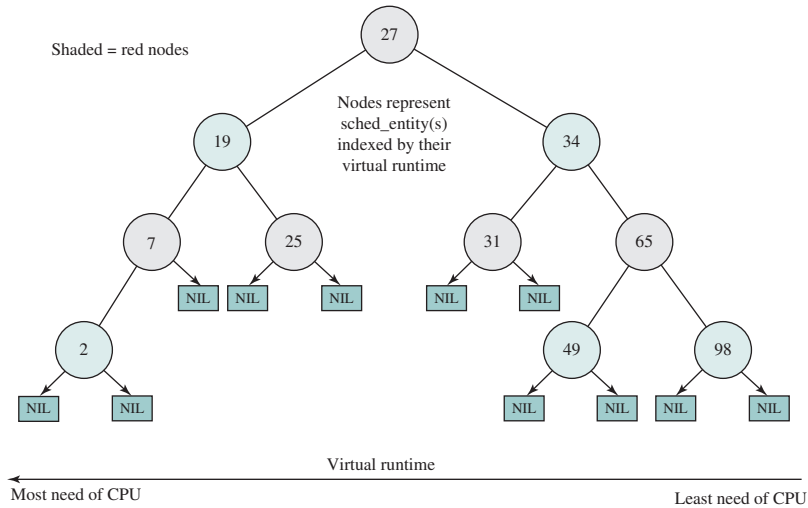 27
Shaded = red nodes
Nodes represent
sched_entity(s)
indexed by their
virtual runtime
19
34
7
25
31
65
NIL
NIL
NIL
NIL
NIL
2
49
98
NIL
NIL
NIL
NIL
NIL
NIL
Virtual runtime
Most need of CPU
Least need of CPU